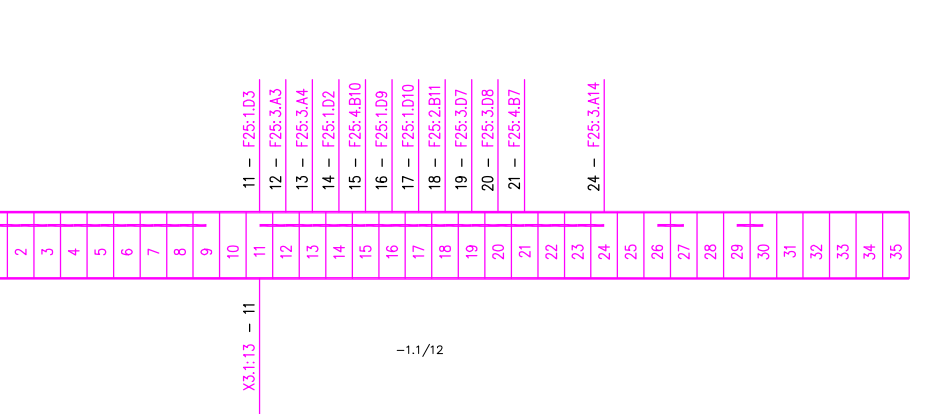 11 - F25:1.D3
12 - F25:3.A3
13 - F25:3.A4
14 - F25:1.D2
15 - F25:4.B10
16 - F25:1.D9
17 - F25:1.D10
18 - F25:2.B11
19 - F25:3.D7
20 - F25:3.D8
21 - F25:4.B7
24 - F25:3.A14
2 3 4 5 6 7 8 9 10 11 12 13 14 15 16 17 18 19 20 21 22 23 24 25 26 27 28 29 30 31 32 33 34 35
X3.1:13 - 11
-1.1/12